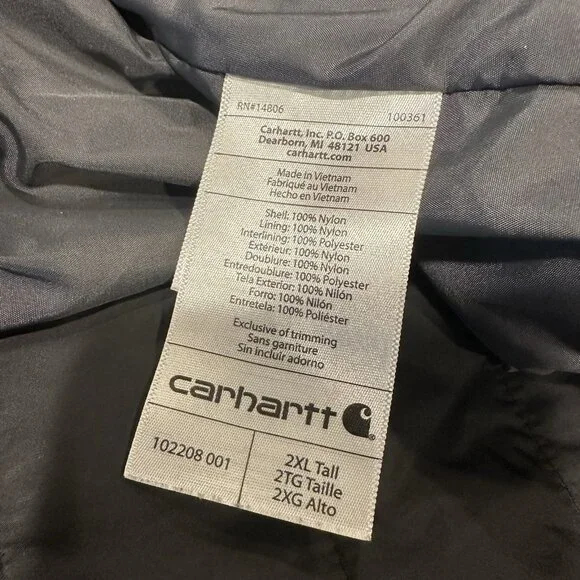 RN#14806 100361
Carhartt, Inc. P.O. Box 600
Dearborn, MI 48121 USA
carhartt.com
Made in Vietnam
Fabriqué au Vietnam
Hecho en Vietnam
Shell: 100% Nylon
Lining: 100% Nylon
Interlining: 100% Polyester
Extérieur: 100% Nylon
Doublure: 100% Nylon
Entredoublure: 100% Polyester
Tela Exterior: 100% Nilón
Forro: 100% Nilón
Entretela: 100% Poliéster
Exclusive of trimming
Sans garniture
Sin incluir adorno
carhartt
102208 001
2XL Tall
2TG Taille
2XG Alto